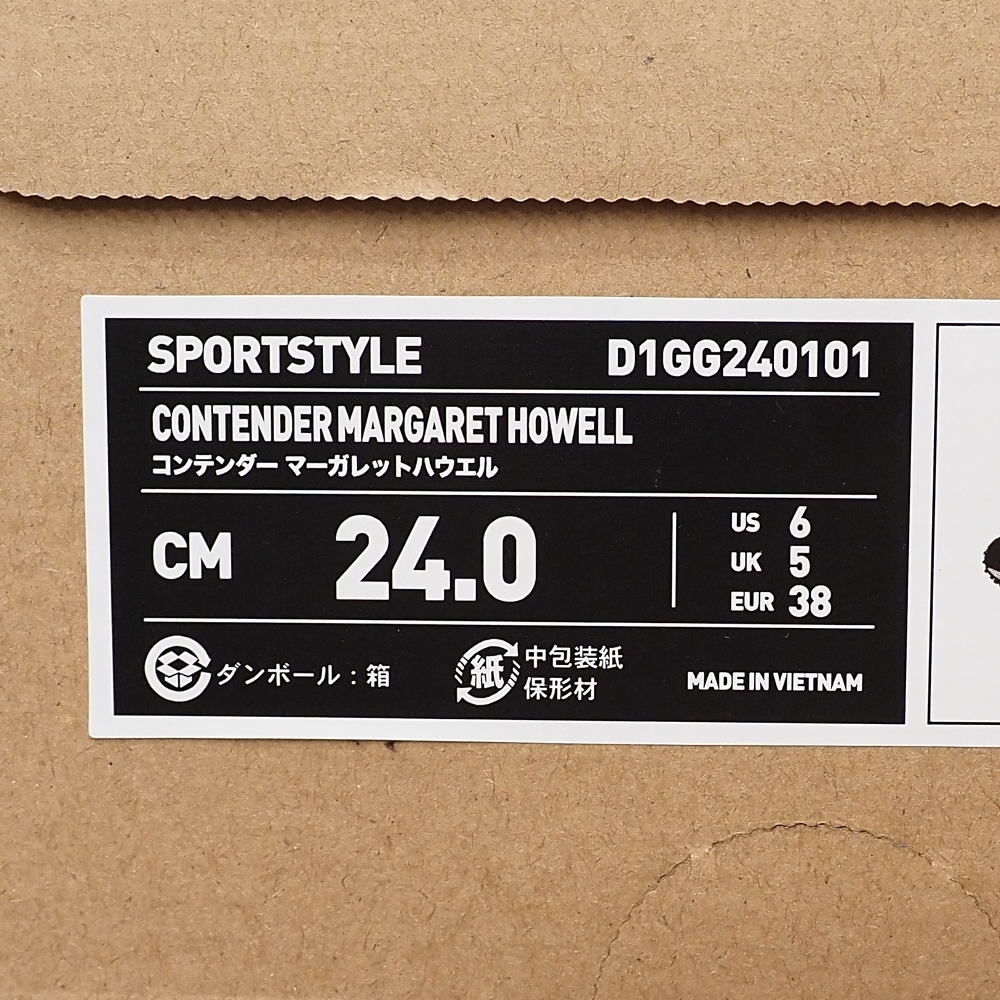 SPORTSTYLE D1GG240101
CONTENDER MARGARET HOWELL
コンテンダー マーガレットハウエル
CM 24.0
US 6
UK 5
EUR 38
ダンボール：箱
紙
中包装紙
保形材
MADE IN VIETNAM